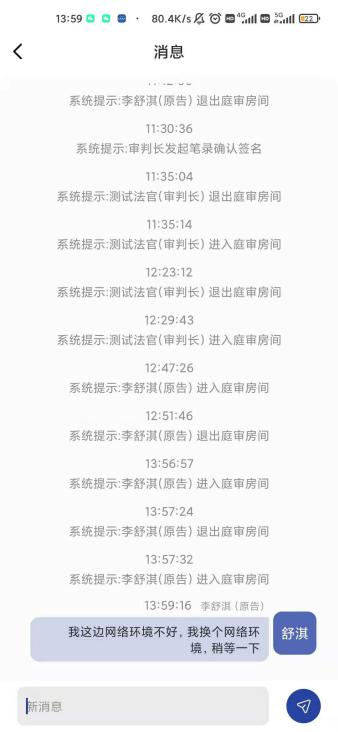 13:59 · 80.4K/s HD 4G HD 5G 22
消息
系统提示:李舒淇(原告) 退出庭审房间
11:30:36
系统提示:审判长发起笔录确认签名
11:35:04
系统提示:测试法官(审判长) 退出庭审房间
11:35:14
系统提示:测试法官(审判长) 进入庭审房间
12:23:12
系统提示:测试法官(审判长) 退出庭审房间
12:29:43
系统提示:测试法官(审判长) 进入庭审房间
12:47:26
系统提示:李舒淇(原告) 进入庭审房间
12:51:46
系统提示:李舒淇(原告) 退出庭审房间
13:56:57
系统提示:李舒淇(原告) 进入庭审房间
13:57:24
系统提示:李舒淇(原告) 退出庭审房间
13:57:32
系统提示:李舒淇(原告) 进入庭审房间
13:59:16 李舒淇 (原告)
我这边网络环境不好，我换个网络环
境，稍等一下
舒淇
新消息